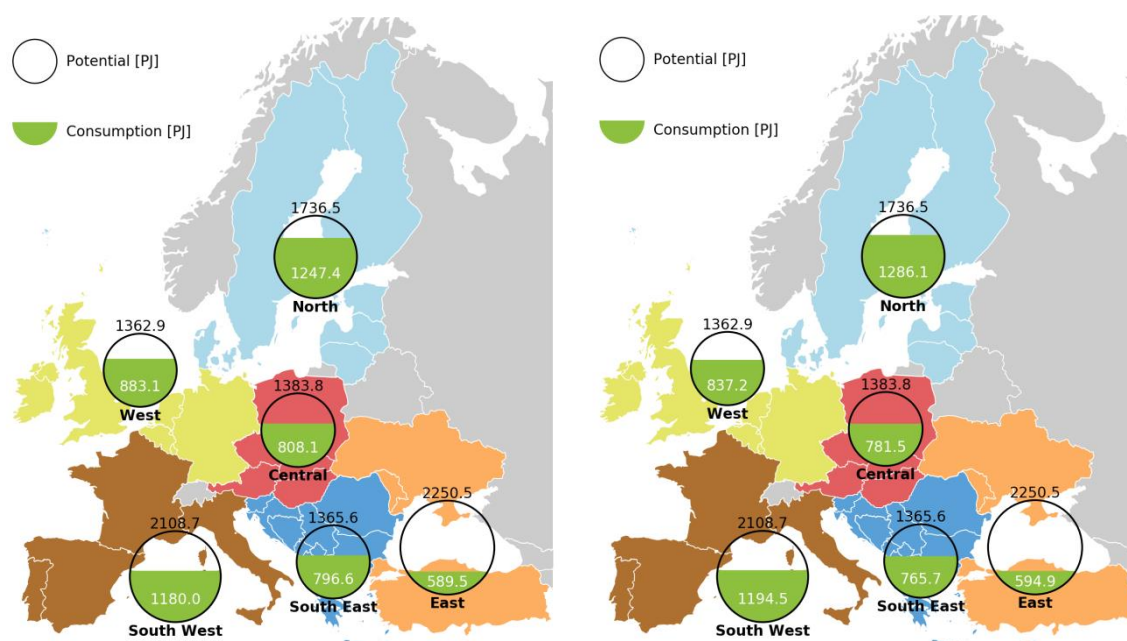 Potential [PJ]
Consumption [PJ]
1736.5
1247.4
North
1362.9
883.1
West
1383.8
808.1
Central
2250.5
589.5
East
2108.7
1180.0
South West
1365.6
796.6
South East
Potential [PJ]
Consumption [PJ]
1736.5
1286.1
North
1362.9
837.2
West
1383.8
781.5
Central
2250.5
594.9
East
2108.7
1194.5
South West
1365.6
765.7
South East